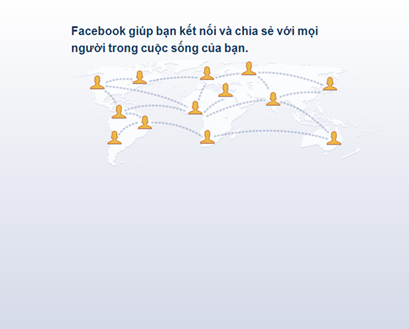 Facebook giúp bạn kết nối và chia sẻ với mọi
người trong cuộc sống của bạn.